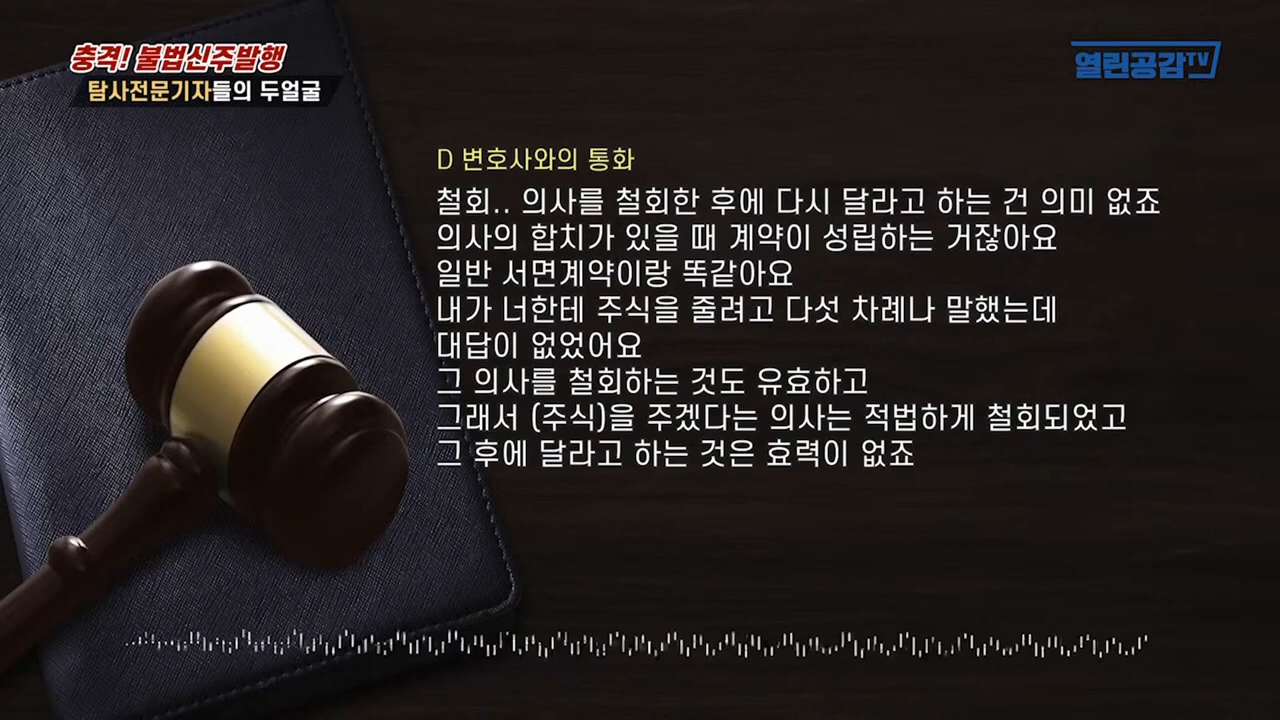 충격! 불법신주발행
탐사전문기자들의 두얼굴
열린공감TV
D 변호사와의 통화
철회.. 의사를 철회한 후에 다시 달라고 하는 건 의미 없죠
의사의 합치가 있을 때 계약이 성립하는 거잖아요
일반 서면계약이랑 똑같아요
내가 너한테 주식을 줄려고 다섯 차례나 말했는데
대답이 없었어요
그 의사를 철회하는 것도 유효하고
그래서 (주식)을 주겠다는 의사는 적법하게 철회되었고
그 후에 달라고 하는 것은 효력이 없죠